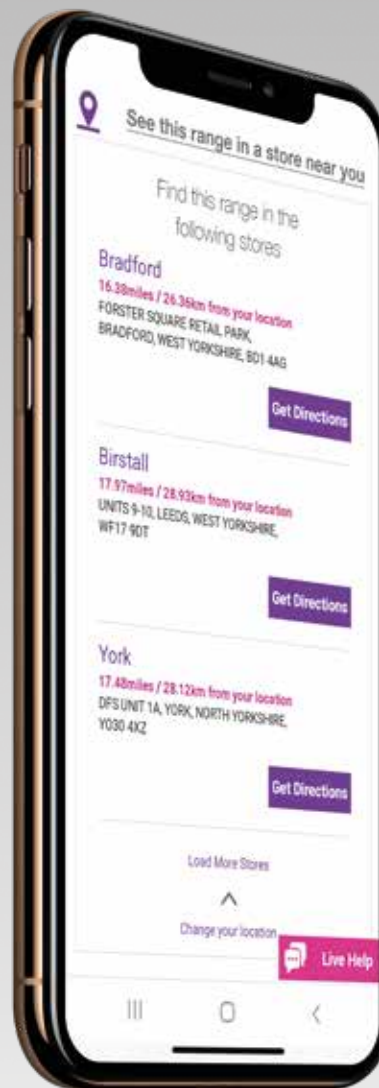 See this range in a store near you
Find this range in the
following stores
Bradford
16.38miles / 26.36km from your location
FORSTER SQUARE RETAIL PARK,
BRADFORD, WEST YORKSHIRE, BD1 4AG
Get Directions
Birstall
17.97miles / 28.93km from your location
UNITS 9-10, LEEDS, WEST YORKSHIRE,
WF17 9DT
Get Directions
York
17.48miles / 28.12km from your location
DFS UNIT 1A, YORK, NORTH YORKSHIRE,
YO30 4XZ
Get Directions
Load More Stores
Change your location
Live Help